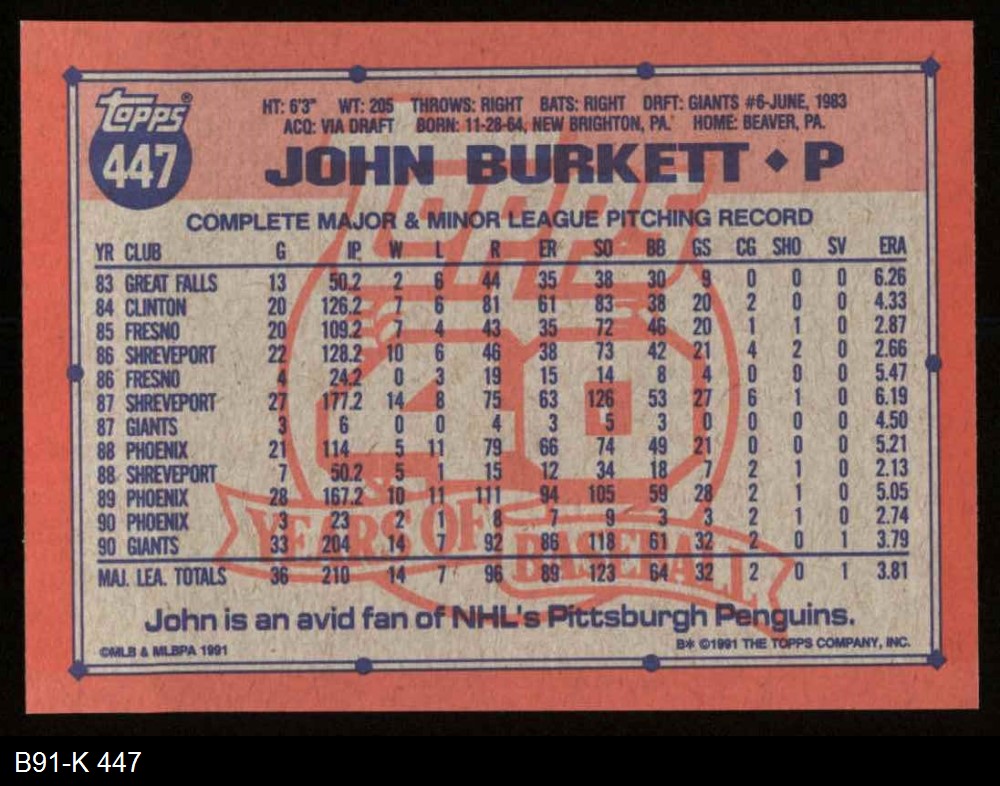 TOPPS®
447
HT: 6'3" WT: 205 THROWS: RIGHT BATS: RIGHT DRFT: GIANTS #6-JUNE, 1983
ACQ: VIA DRAFT BORN: 11-28-64, NEW BRIGHTON, PA. HOME: BEAVER, PA.
JOHN BURKETT ♦ P
COMPLETE MAJOR & MINOR LEAGUE PITCHING RECORD
YR CLUB G IP W L R ER SO BB GS CG SHO SV ERA
83 GREAT FALLS 13 50.2 2 6 44 35 38 30 9 0 0 0 6.26
84 CLINTON 20 126.2 7 6 81 61 83 38 20 2 0 0 4.33
85 FRESNO 20 109.2 7 4 43 35 72 46 20 1 1 0 2.87
86 SHREVEPORT 22 128.2 10 6 46 38 73 42 21 4 2 0 2.66
86 FRESNO 4 24.2 0 3 19 15 14 8 4 0 0 0 5.47
87 SHREVEPORT 27 177.2 14 8 75 63 126 53 27 6 1 0 6.19
87 GIANTS 3 6 0 0 4 3 5 3 0 0 0 0 4.50
88 PHOENIX 21 114 5 11 79 66 74 49 21 0 0 0 5.21
88 SHREVEPORT 7 50.2 5 1 15 12 34 18 7 2 1 0 2.13
89 PHOENIX 28 167.2 10 11 111 94 105 59 28 2 1 0 5.05
90 PHOENIX 3 23 2 1 8 7 9 3 3 2 1 0 2.74
90 GIANTS 33 204 14 7 92 86 118 61 32 2 0 1 3.79
MAJ. LEA. TOTALS 36 210 14 7 96 89 123 64 32 2 0 1 3.81
TOPPS
40
YEARS OF
BASEBALL
John is an avid fan of NHL's Pittsburgh Penguins.
©MLB & MLBPA 1991
B* ©1991 THE TOPPS COMPANY, INC.
B91-K 447